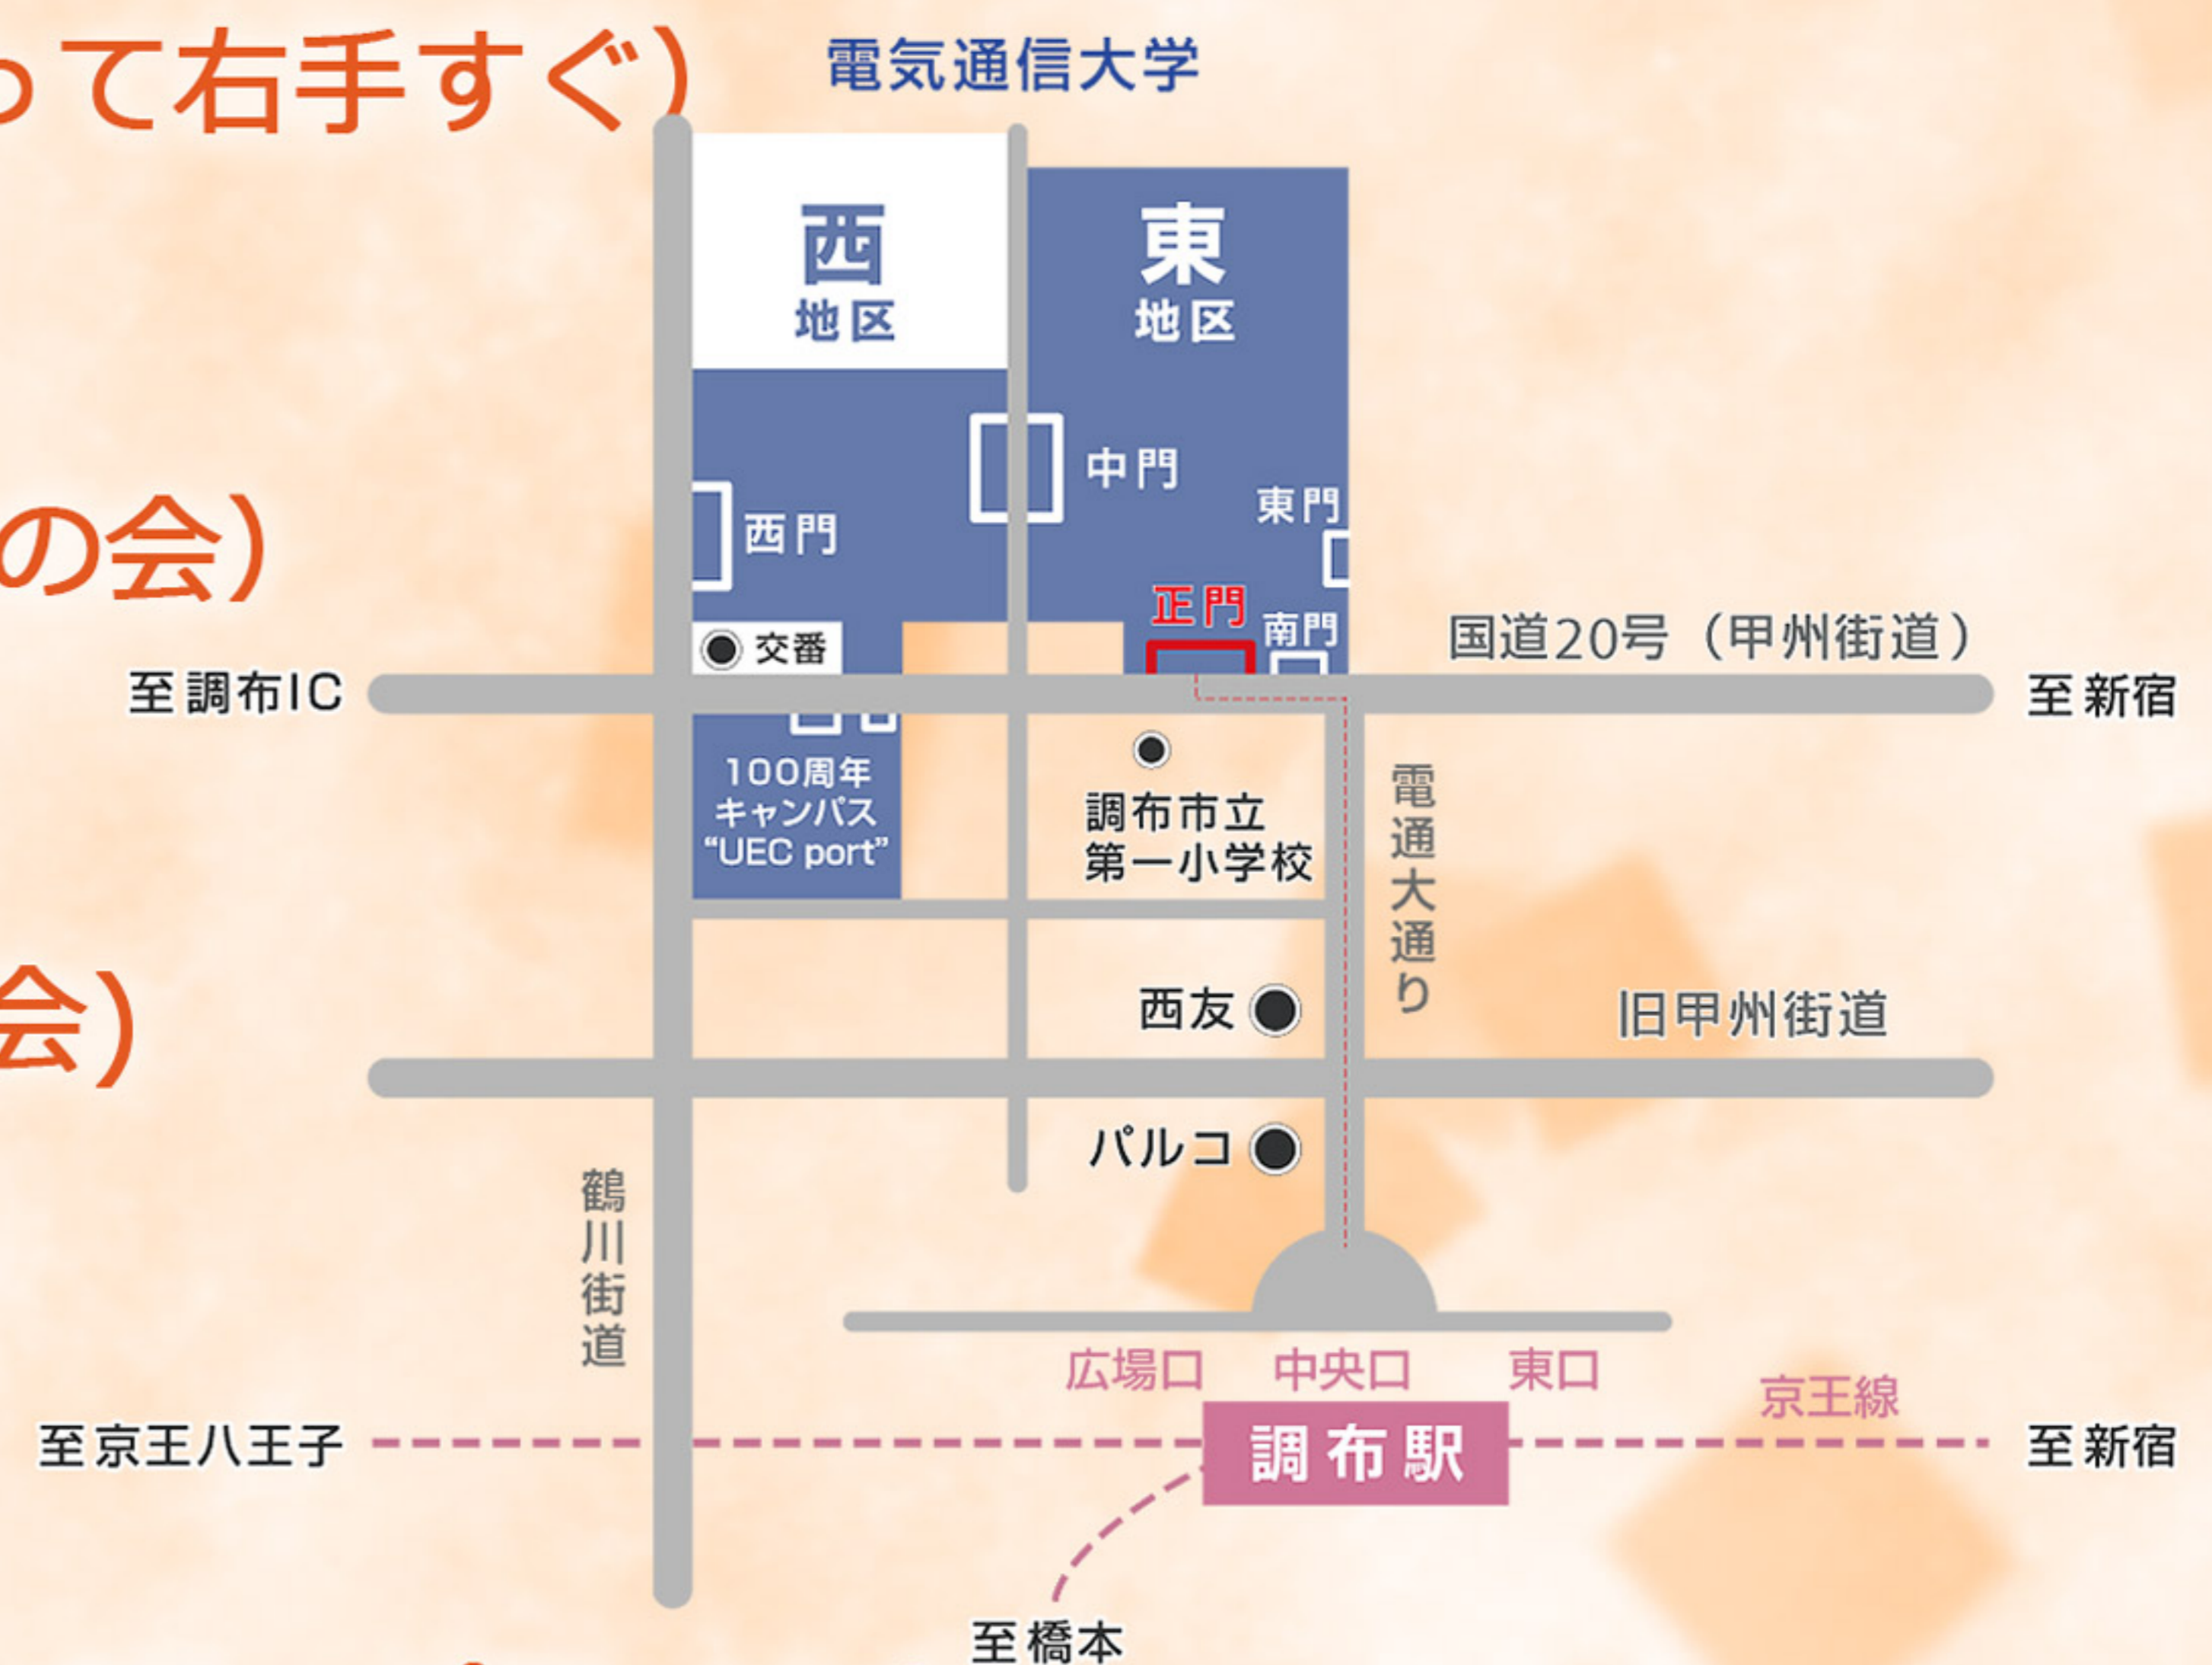 って右手すぐ）
電気通信大学
西
地区
東
地区
の会）
中門
東門
西門
正門
南門
国道20号（甲州街道）
交番
至調布IC
至新宿
100周年
キャンパス
“UEC port”
調布市立
第一小学校
電通大通り
会）
西友
旧甲州街道
パルコ
鶴川街道
広場口
中央口
東口
京王線
至京王八王子
調布駅
至新宿
至橋本